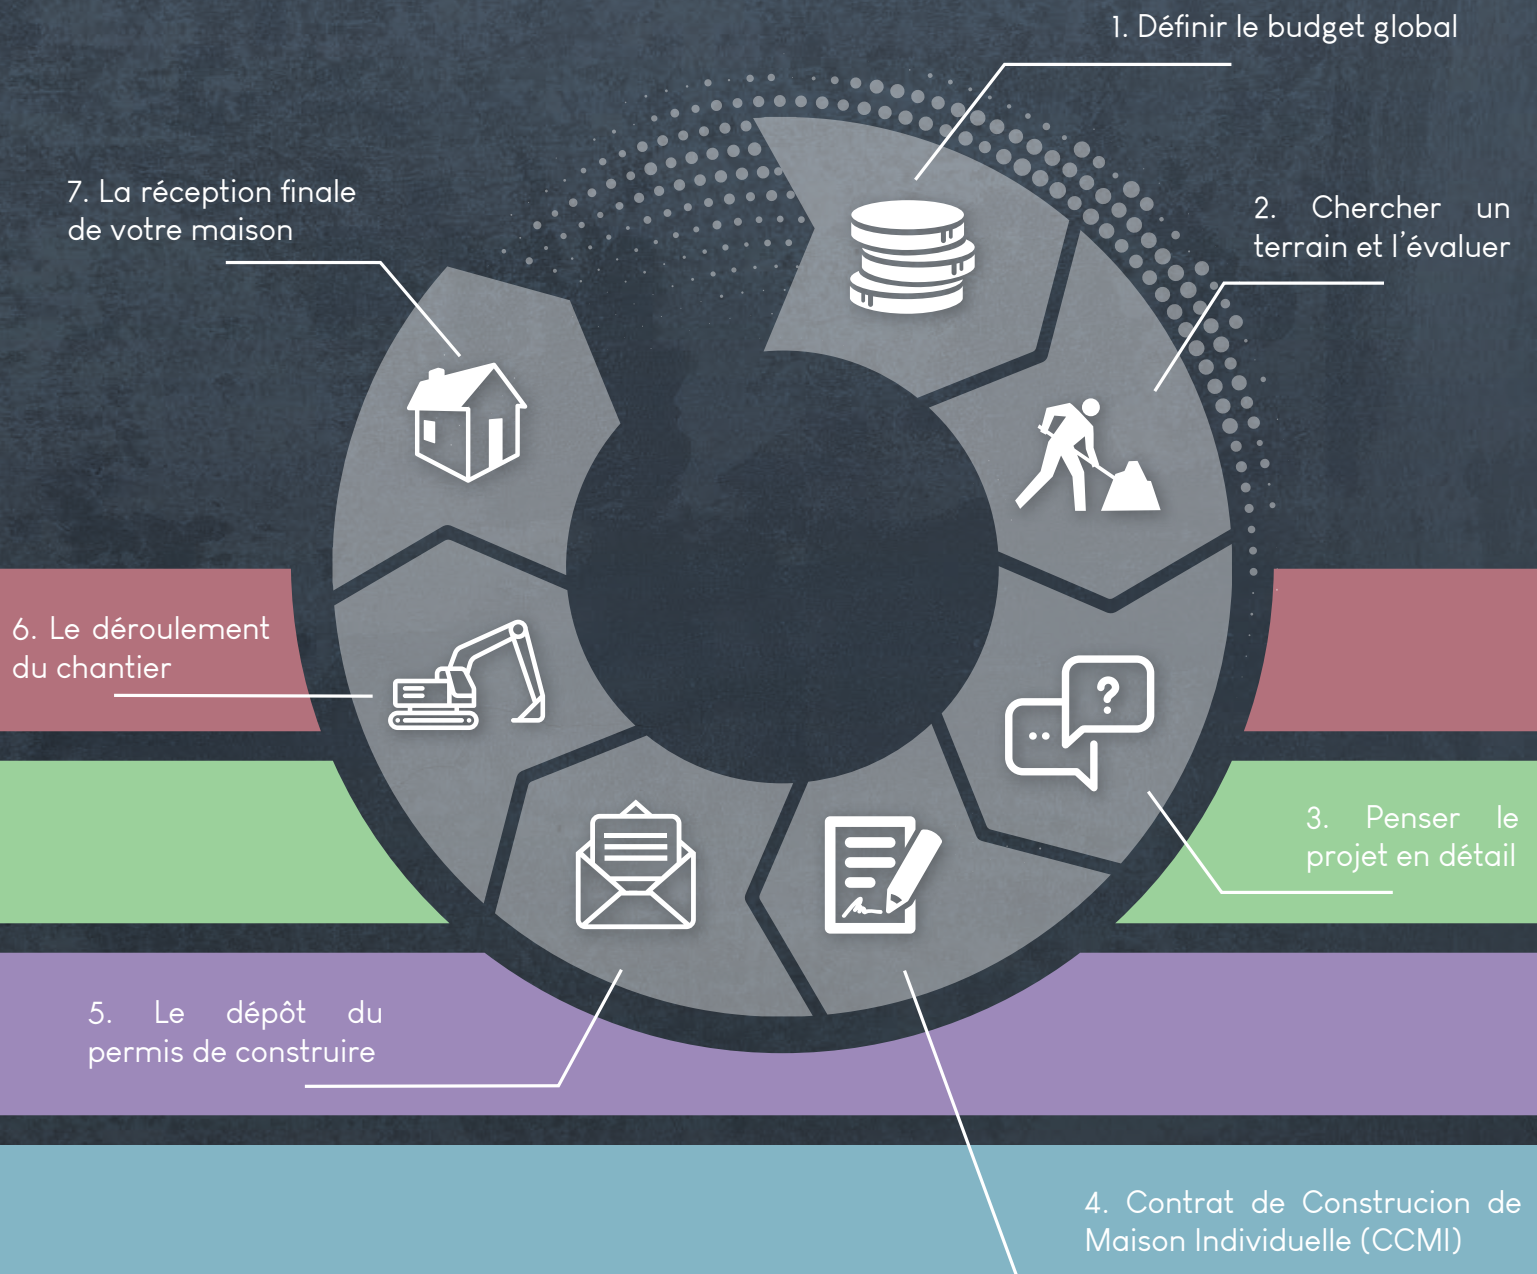 1. Définir le budget global
2. Chercher un
terrain et l'évaluer
3. Penser le
projet en détail
4. Contrat de Construcion de
Maison Individuelle (CCMI)
5. Le dépôt du
permis de construire
6. Le déroulement
du chantier
7. La réception finale
de votre maison
?